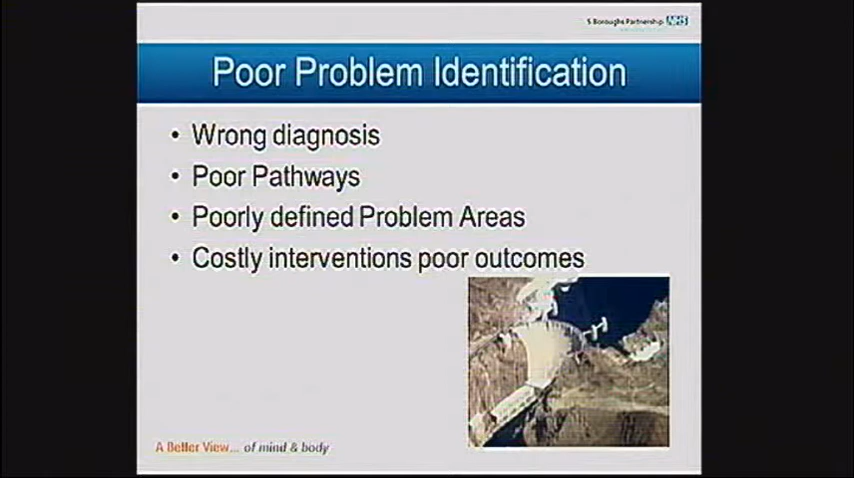 5 Boroughs Partnership NHS
Poor Problem Identification
• Wrong diagnosis
• Poor Pathways
• Poorly defined Problem Areas
• Costly interventions poor outcomes
A Better View... of mind & body